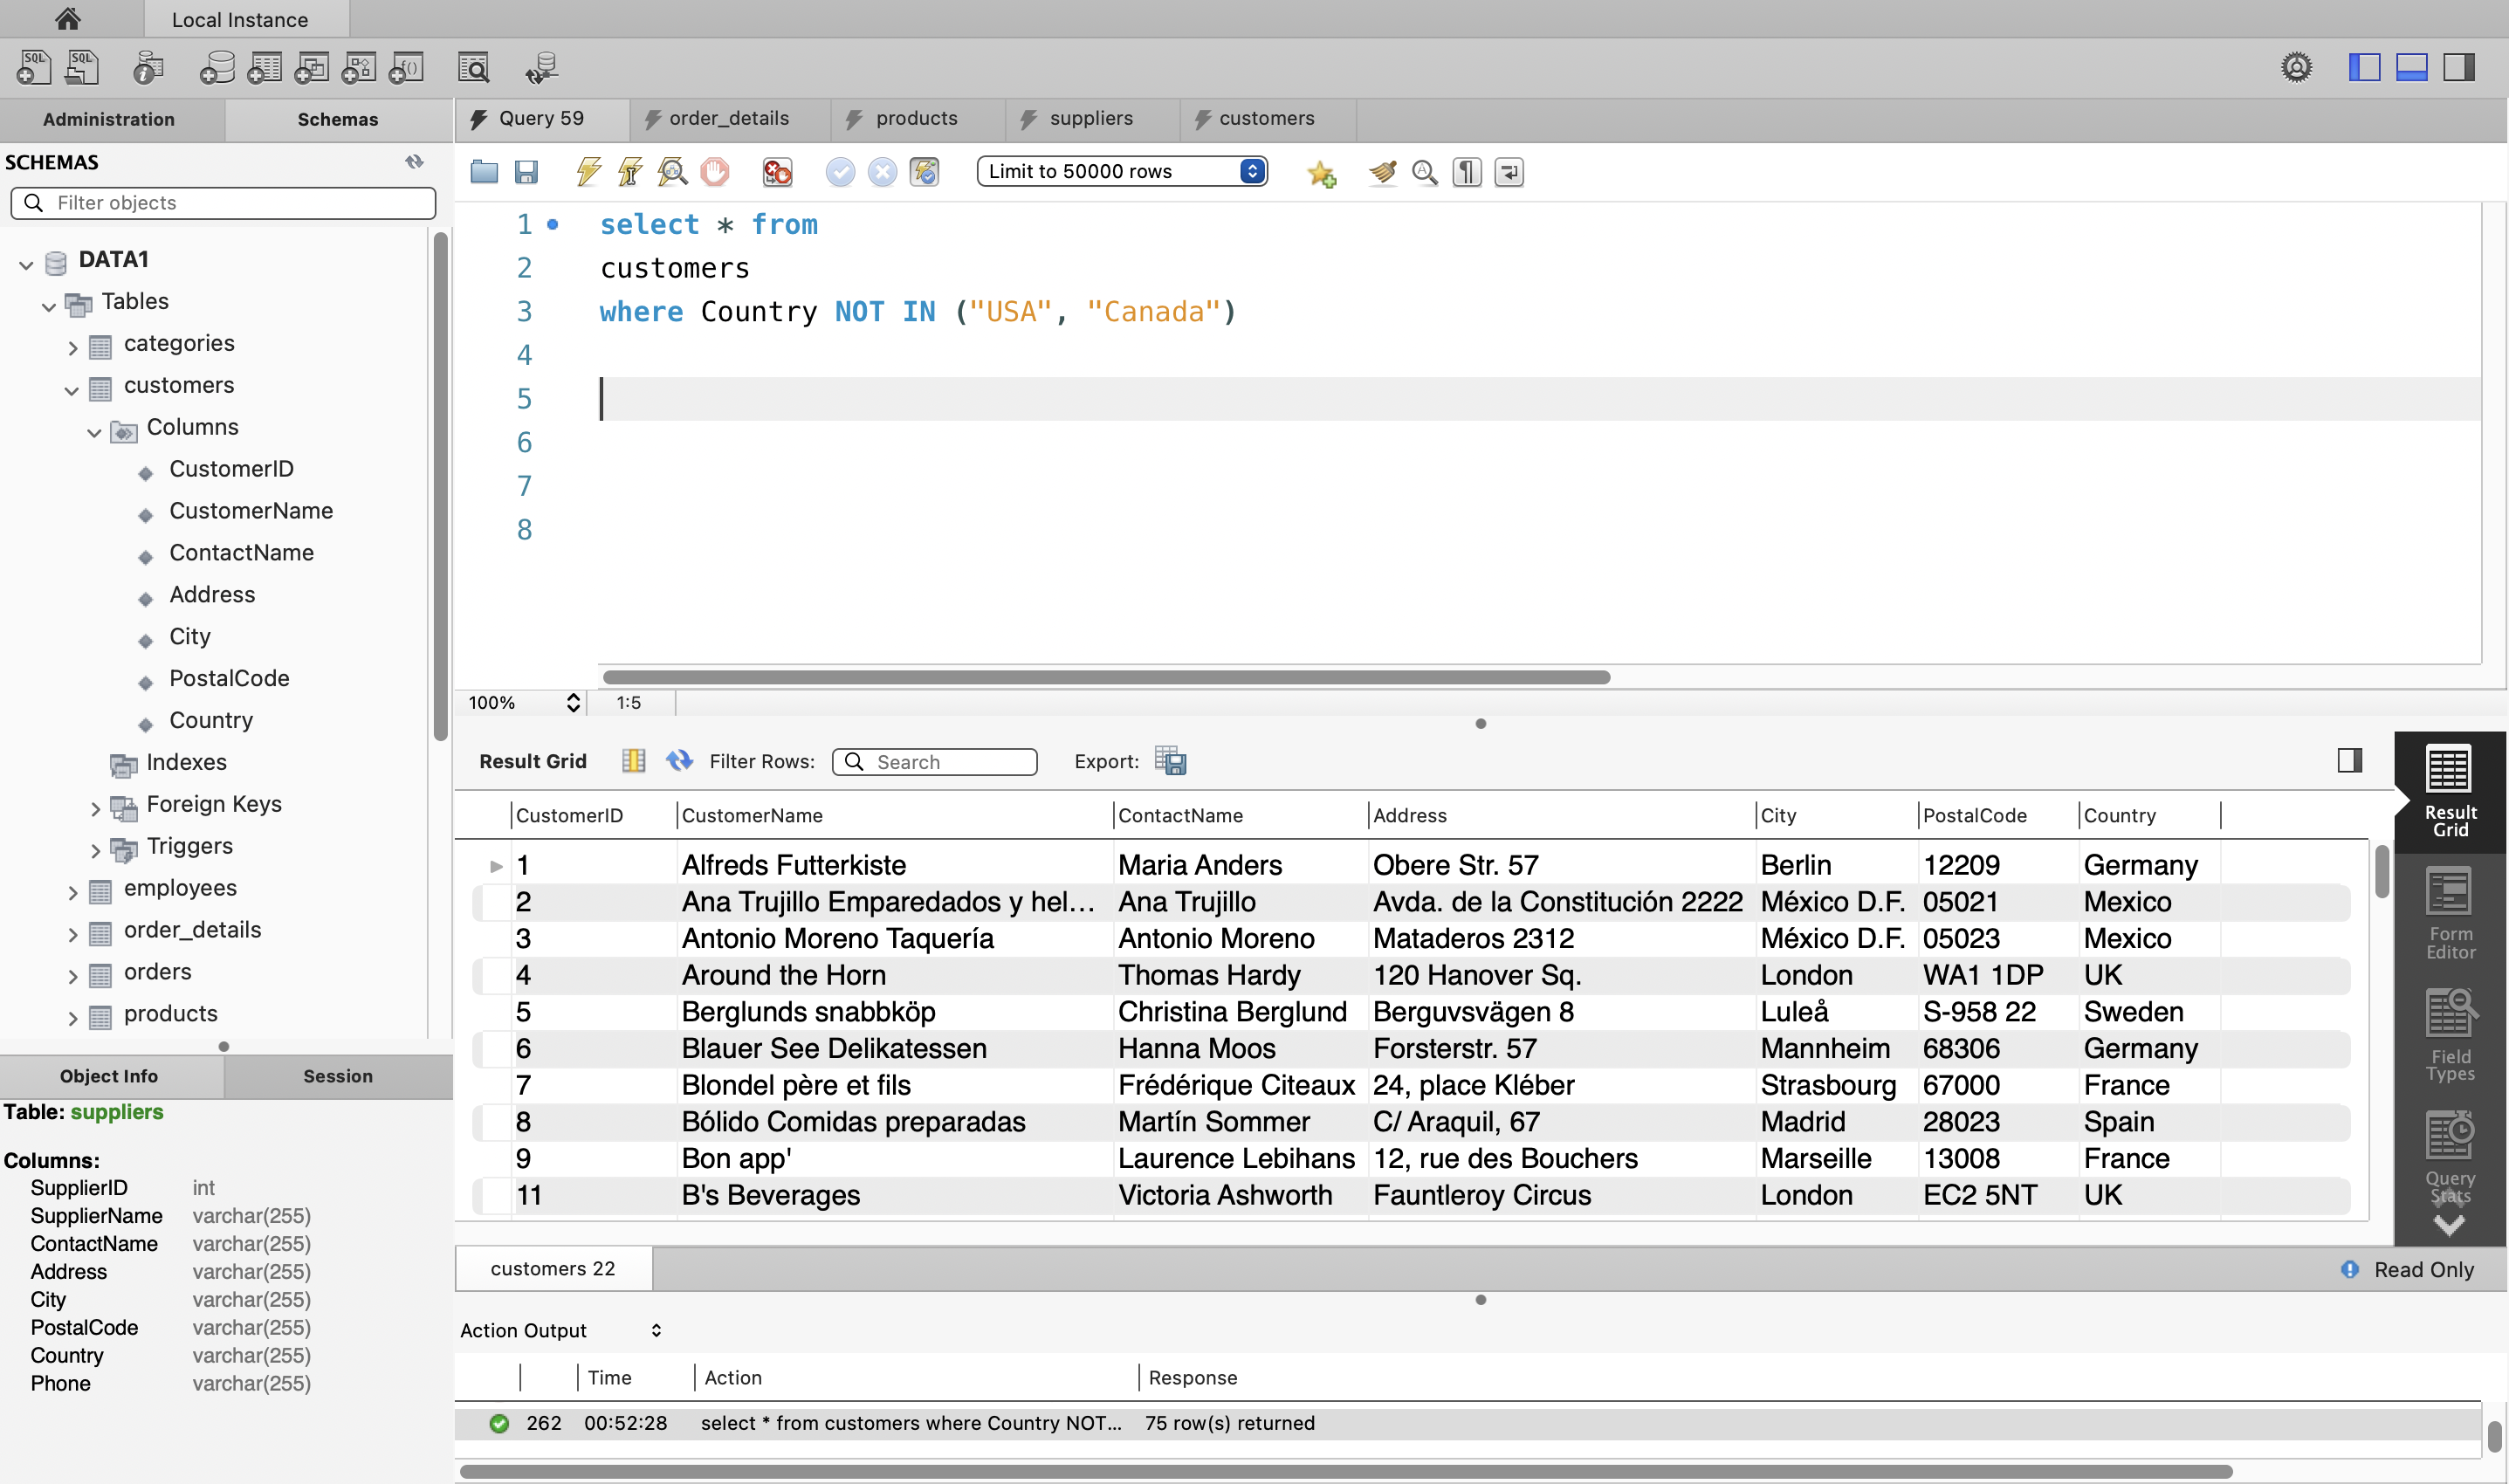 Local Instance
Administration
Schemas
SCHEMAS
Filter objects
DATA1
Tables
categories
customers
Columns
CustomerID
CustomerName
ContactName
Address
City
PostalCode
Country
Indexes
Foreign Keys
Triggers
employees
order_details
orders
products
Object Info
Session
Table: suppliers
Columns:
SupplierID int
SupplierName varchar(255)
ContactName varchar(255)
Address varchar(255)
City varchar(255)
PostalCode varchar(255)
Country varchar(255)
Phone varchar(255)
Query 59
order_details
products
suppliers
customers
Limit to 50000 rows
1 select * from
2 customers
3 where Country NOT IN ("USA", "Canada")
4
5
6
7
8
100% 1:5
Result Grid Filter Rows: Search Export:
CustomerID CustomerName ContactName Address City PostalCode Country
1 Alfreds Futterkiste Maria Anders Obere Str. 57 Berlin 12209 Germany
2 Ana Trujillo Emparedados y hel... Ana Trujillo Avda. de la Constitución 2222 México D.F. 05021 Mexico
3 Antonio Moreno Taquería Antonio Moreno Mataderos 2312 México D.F. 05023 Mexico
4 Around the Horn Thomas Hardy 120 Hanover Sq. London WA1 1DP UK
5 Berglunds snabbköp Christina Berglund Berguvsvägen 8 Luleå S-958 22 Sweden
6 Blauer See Delikatessen Hanna Moos Forsterstr. 57 Mannheim 68306 Germany
7 Blondel père et fils Frédérique Citeaux 24, place Kléber Strasbourg 67000 France
8 Bólido Comidas preparadas Martín Sommer C/ Araquil, 67 Madrid 28023 Spain
9 Bon app' Laurence Lebihans 12, rue des Bouchers Marseille 13008 France
11 B's Beverages Victoria Ashworth Fauntleroy Circus London EC2 5NT UK
Result
Grid
Form
Editor
Field
Types
Query
Stats
customers 22
Read Only
Action Output
Time Action Response
262 00:52:28 select * from customers where Country NOT... 75 row(s) returned